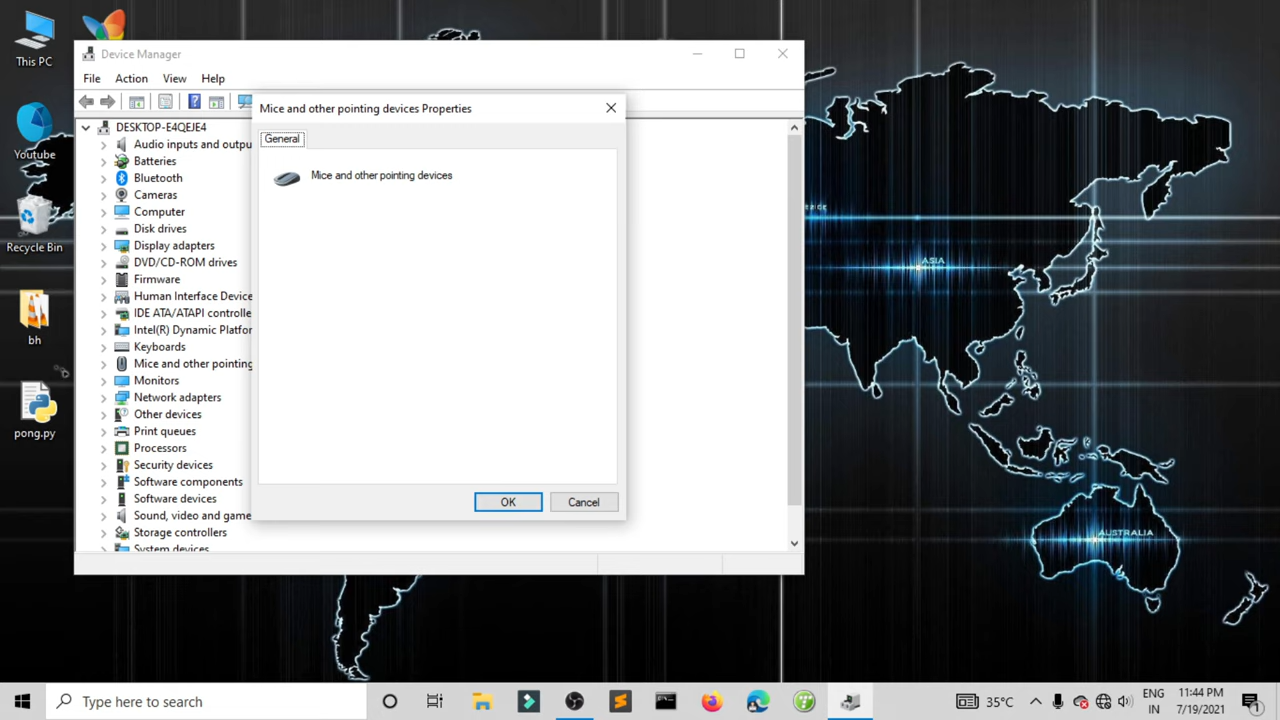 This PC
Youtube
Recycle Bin
bh
pong.py
Device Manager
File Action View Help
DESKTOP-E4QEJE4
Audio inputs and outpu
Batteries
Bluetooth
Cameras
Computer
Disk drives
Display adapters
DVD/CD-ROM drives
Firmware
Human Interface Device
IDE ATA/ATAPI controlle
Intel(R) Dynamic Platfor
Keyboards
Mice and other pointing
Monitors
Network adapters
Other devices
Print queues
Processors
Security devices
Software components
Software devices
Sound, video and game
Storage controllers
System devices
Mice and other pointing devices Properties
General
Mice and other pointing devices
OK Cancel
ASIA
AUSTRALIA
Type here to search
35°C
ENG
IN
11:44 PM
7/19/2021
1